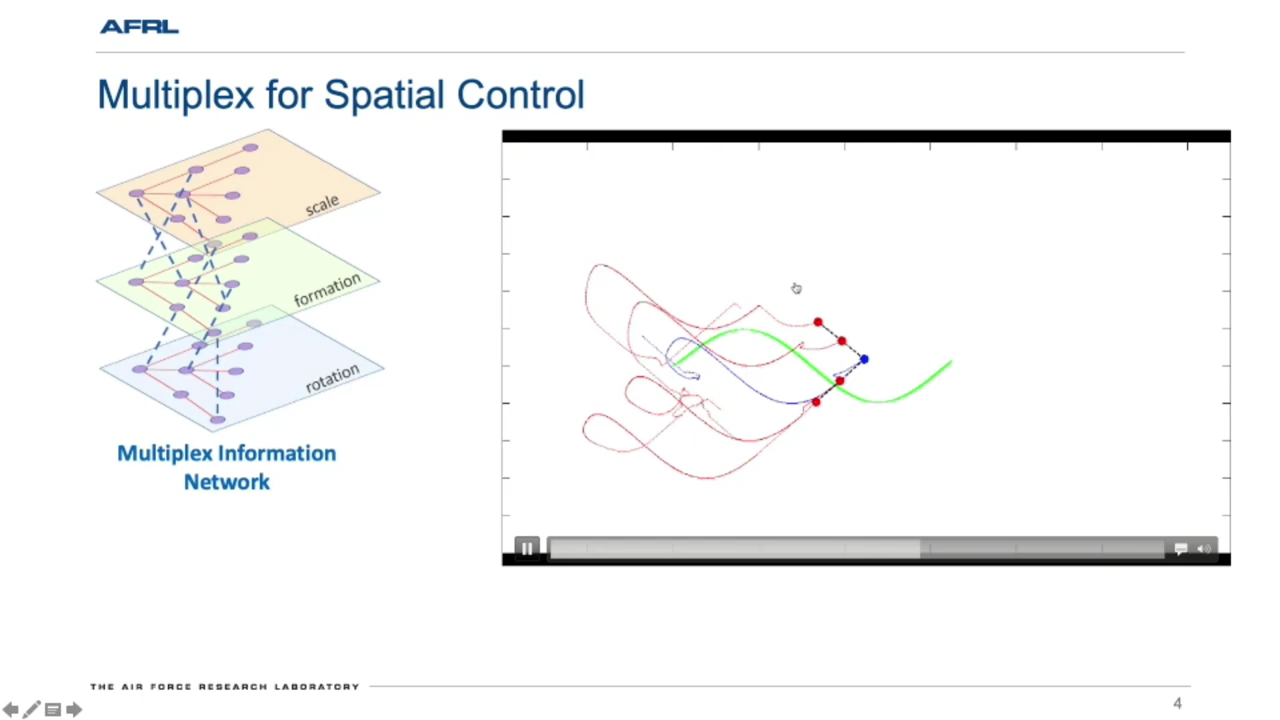 AFRL
Multiplex for Spatial Control
scale
formation
rotation
Multiplex Information
Network
THE AIR FORCE RESEARCH LABORATORY
4